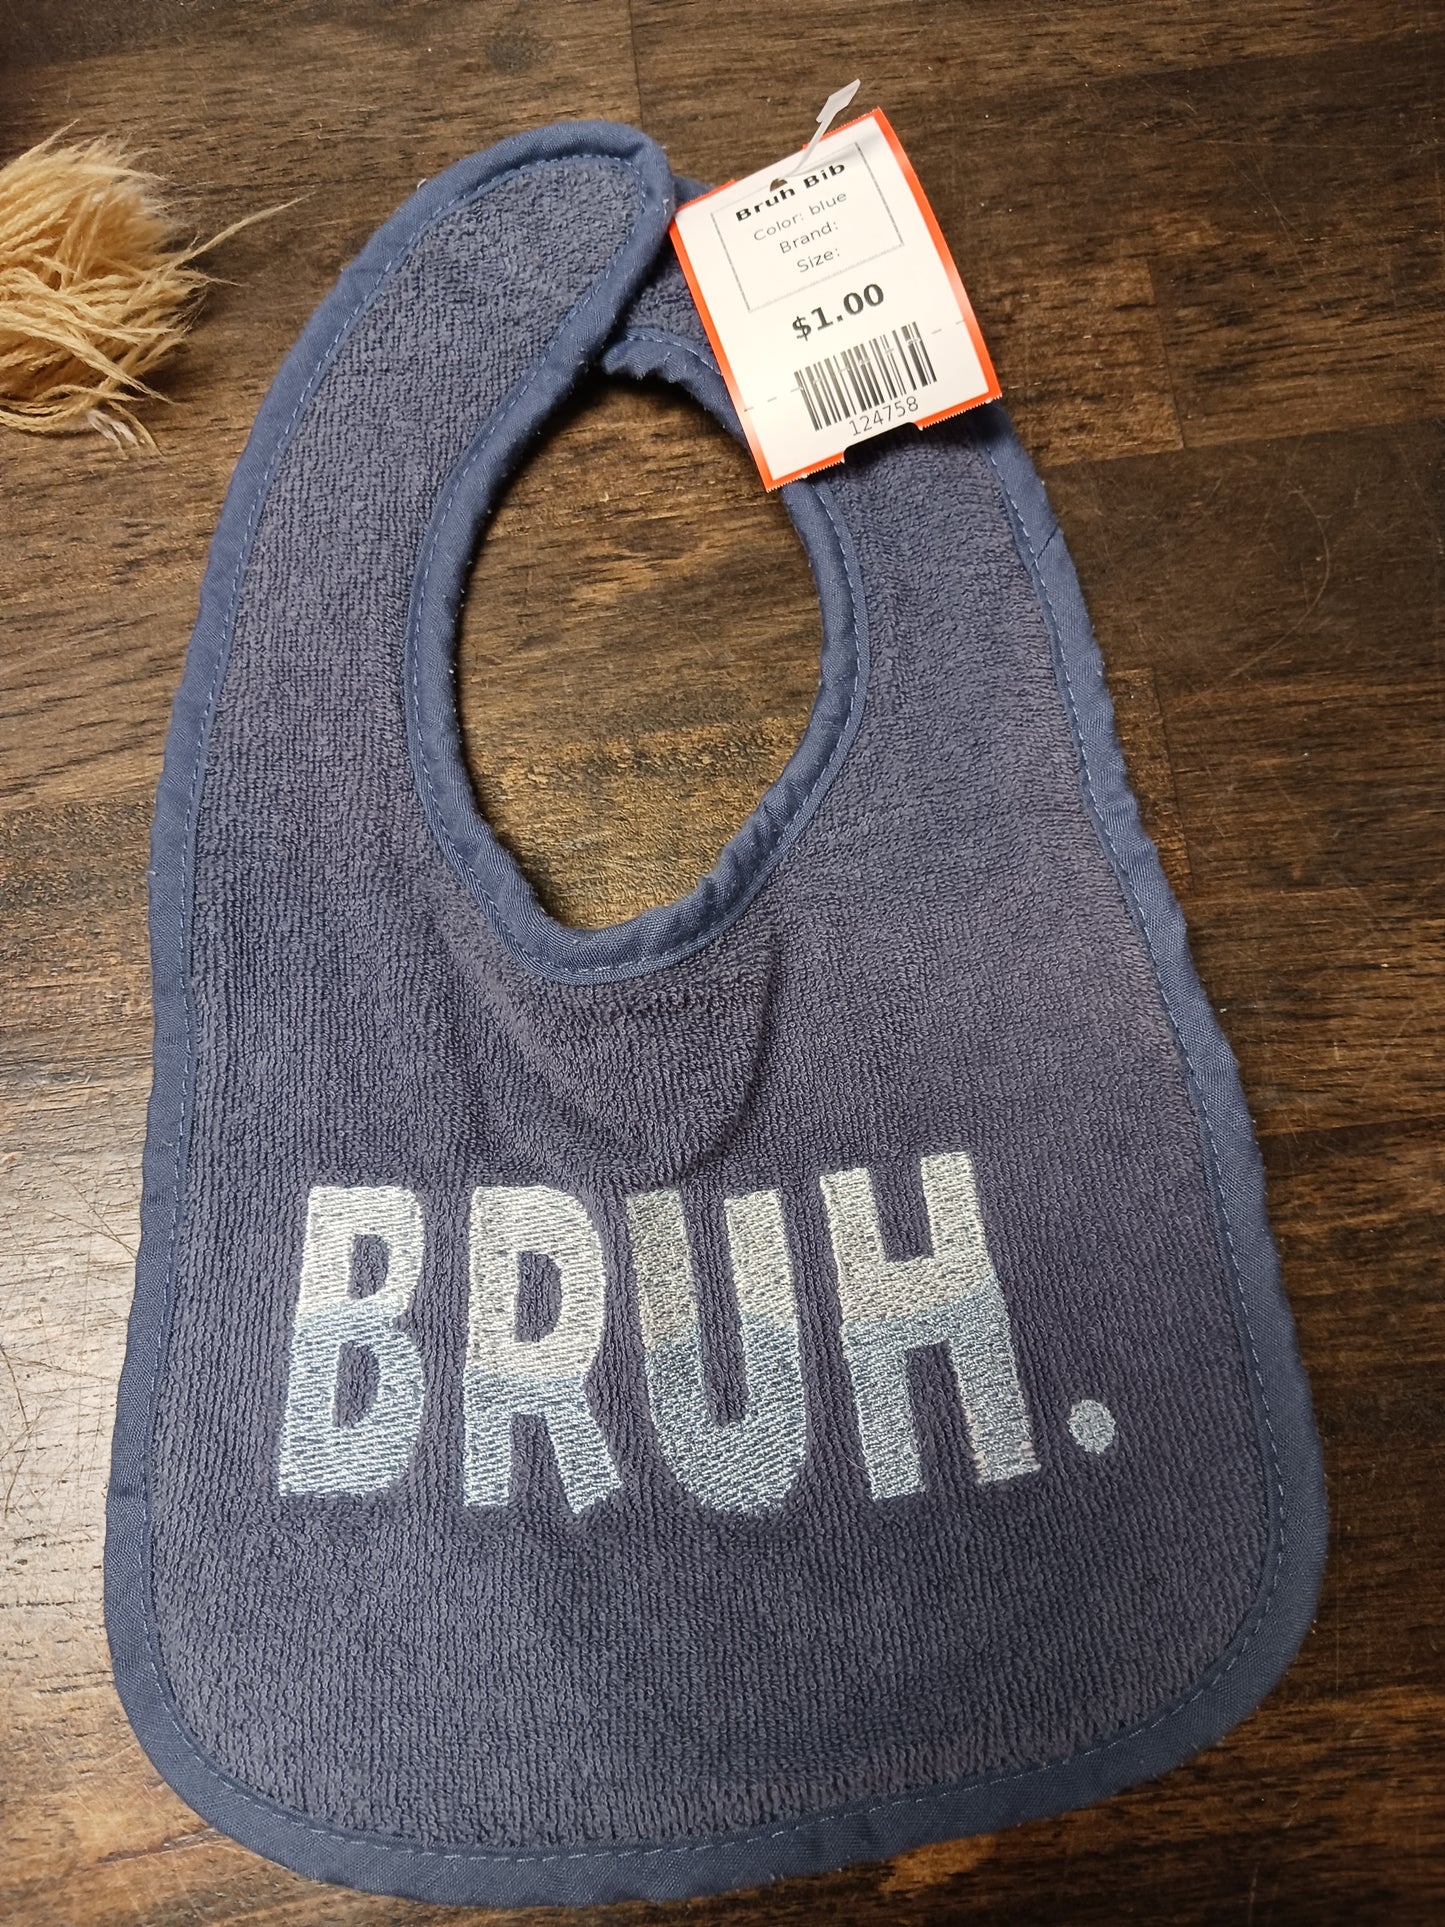 Bruh Bib
Color: blue
Brand:
Size:
$1.00
124758
BRUH.